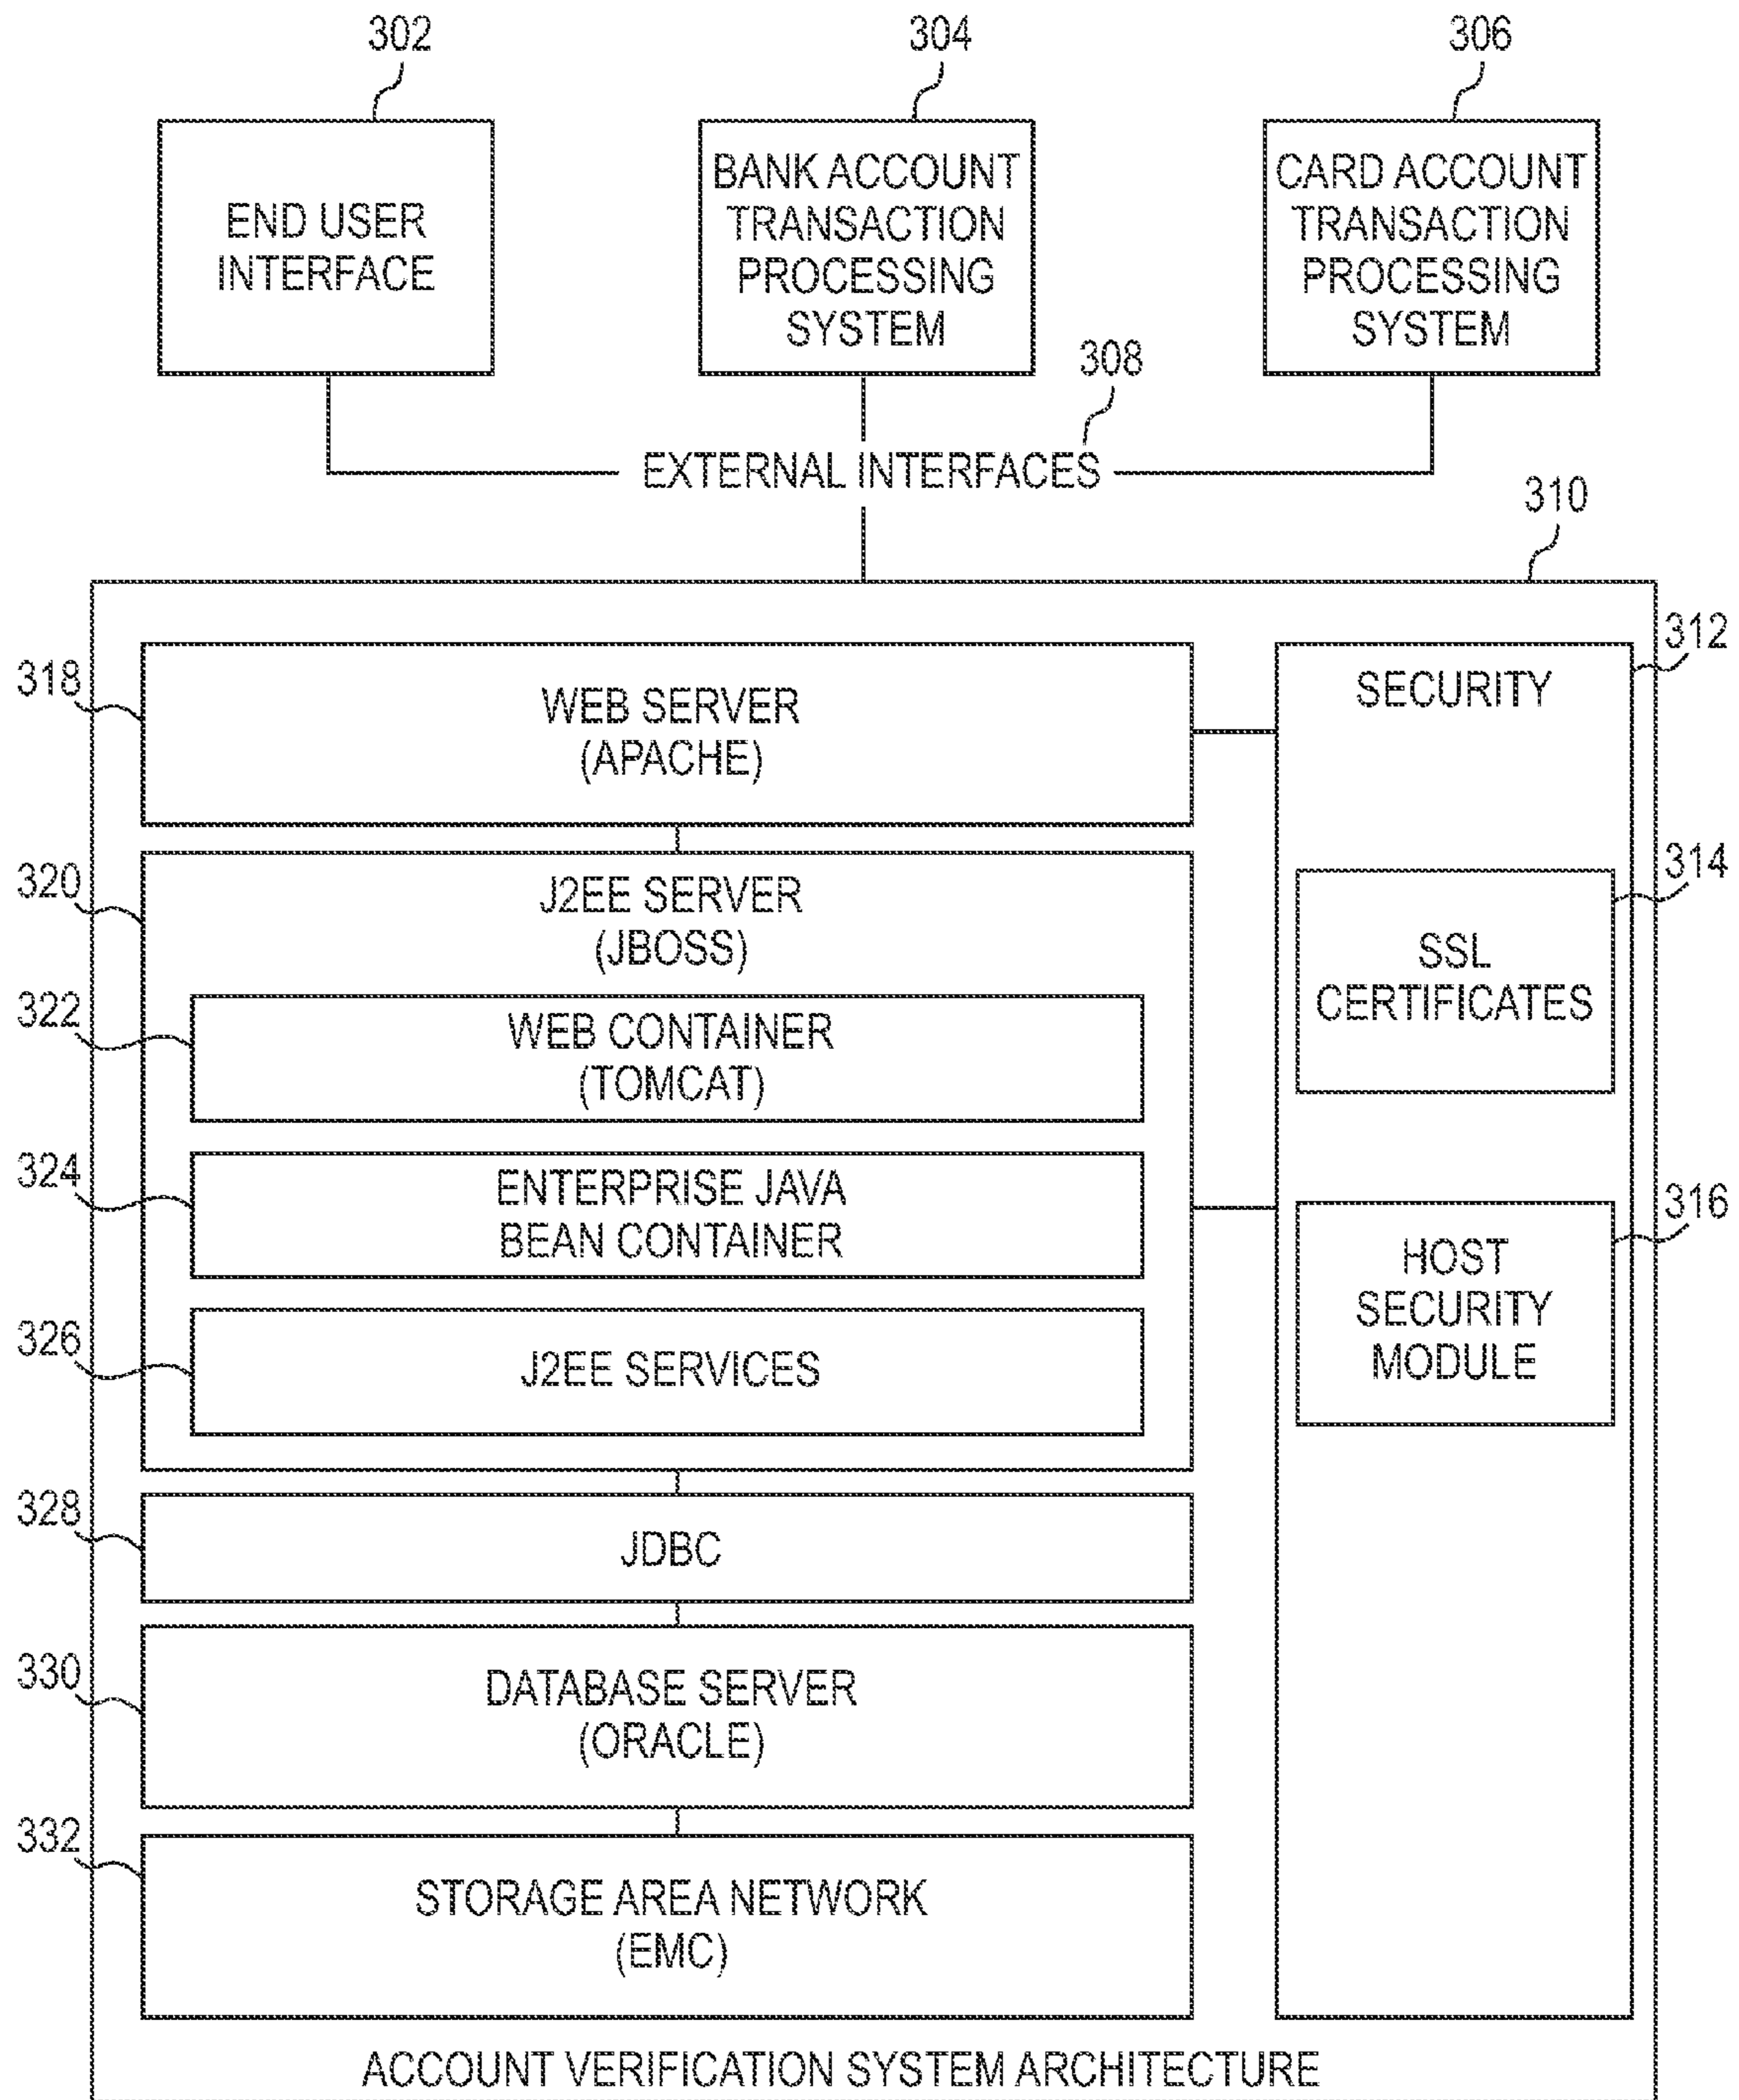 302
304
306
END USER
INTERFACE
BANK ACCOUNT
TRANSACTION
PROCESSING
SYSTEM
CARD ACCOUNT
TRANSACTION
PROCESSING
SYSTEM
308
EXTERNAL INTERFACES
310
312
318
WEB SERVER
(APACHE)
SECURITY
320
J2EE SERVER
(JBOSS)
314
SSL
CERTIFICATES
322
WEB CONTAINER
(TOMCAT)
324
ENTERPRISE JAVA
BEAN CONTAINER
316
HOST
SECURITY
MODULE
326
J2EE SERVICES
328
JDBC
330
DATABASE SERVER
(ORACLE)
332
STORAGE AREA NETWORK
(EMC)
ACCOUNT VERIFICATION SYSTEM ARCHITECTURE